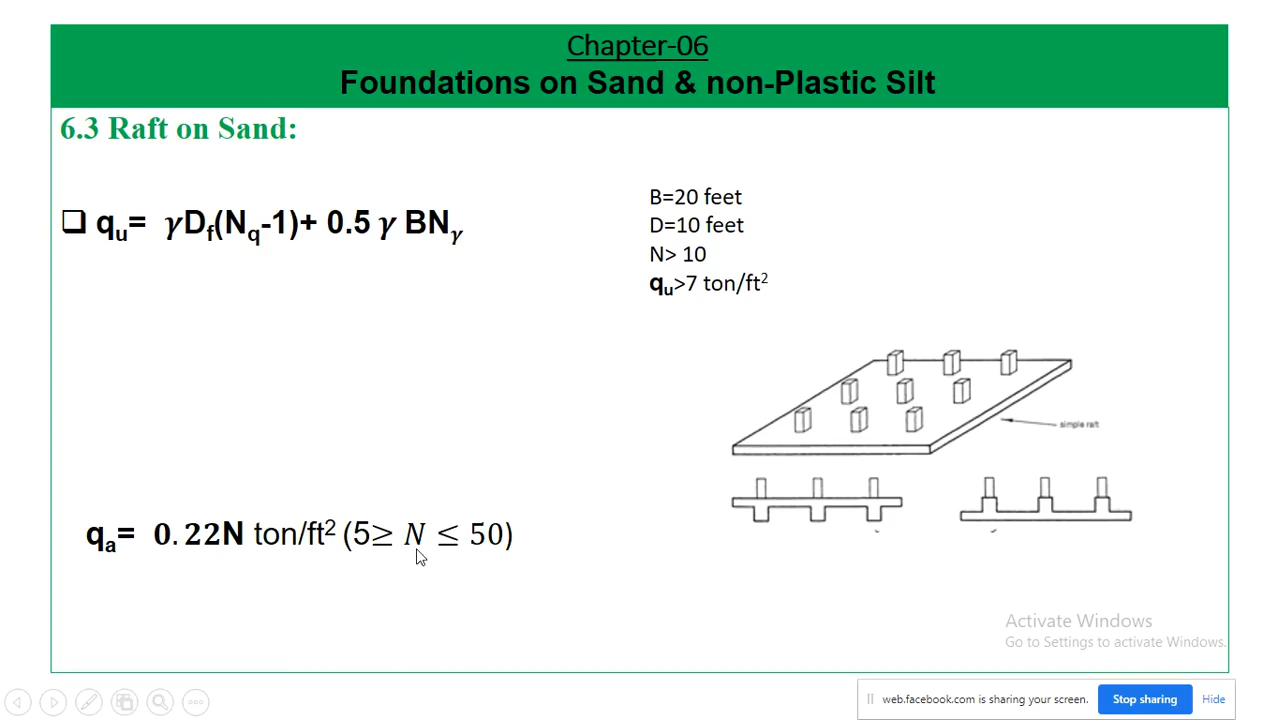 Chapter-06
Foundations on Sand & non-Plastic Silt
6.3 Raft on Sand:
❑ qu= γDf(Nq-1)+ 0.5 γ BNγ
B=20 feet
D=10 feet
N> 10
qu>7 ton/ft²
simple raft
qa= 0.22N ton/ft² (5≥ N ≤ 50)
Activate Windows
Go to Settings to activate Windows.
web.facebook.com is sharing your screen. Stop sharing Hide